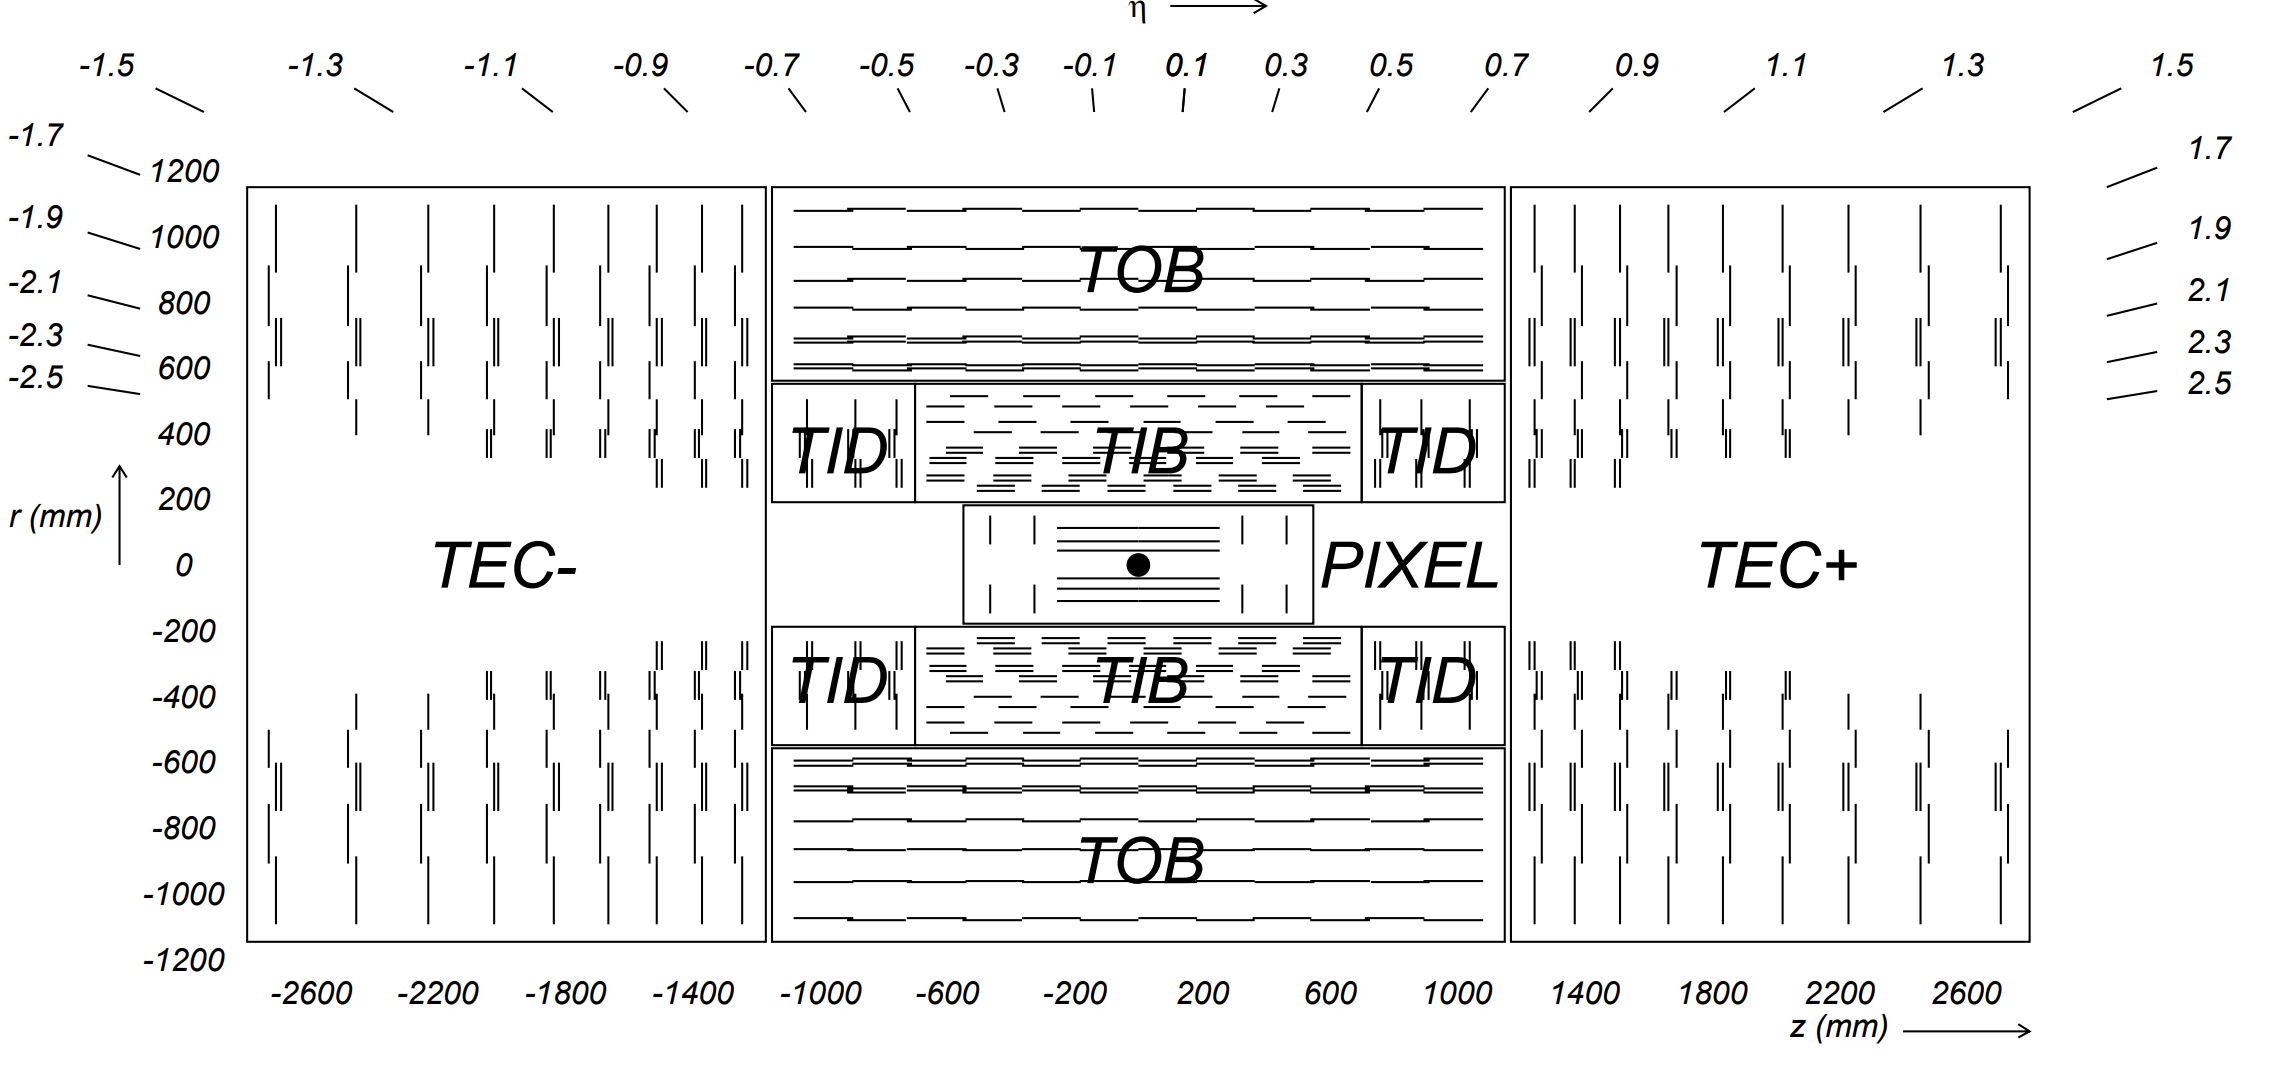 η
-1.5 -1.3 -1.1 -0.9 -0.7 -0.5 -0.3 -0.1 0.1 0.3 0.5 0.7 0.9 1.1 1.3 1.5
-1.7 1.7
1200
-1.9 1.9
1000
TOB
-2.1 2.1
800
-2.3 2.3
600
-2.5 2.5
400
TID TIB TID
200
r (mm)
0
TEC- PIXEL TEC+
-200
TID TIB TID
-400
-600
-800
TOB
-1000
-1200
-2600 -2200 -1800 -1400 -1000 -600 -200 200 600 1000 1400 1800 2200 2600
z (mm)